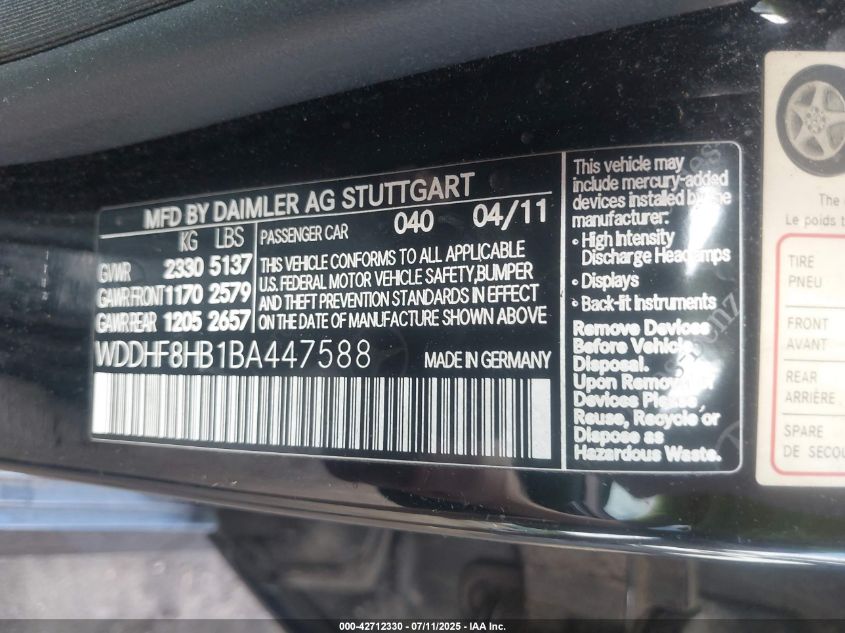 MFD BY DAIMLER AG STUTTGART
KG LBS
GVWR 2330 5137
GAWR FRONT 1170 2579
GAWR REAR 1205 2657
PASSENGER CAR 040 04/11
THIS VEHICLE CONFORMS TO ALL APPLICABLE
U.S. FEDERAL MOTOR VEHICLE SAFETY, BUMPER
AND THEFT PREVENTION STANDARDS IN EFFECT
ON THE DATE OF MANUFACTURE SHOWN ABOVE
WDDHF8HB1BA447588
This vehicle may
include mercury-added
devices installed by the
manufacturer:
• High Intensity
Discharge Headlamps
• Displays
• Back-lit Instruments
Remove Devices
Before Vehicle
Disposal.
Upon Removal
Devices Please
Reuse, Recycle or
Dispose as
Hazardous Waste.
The
Le poids
TIRE
PNEU
FRONT
AVANT
REAR
ARRIÈRE
SPARE
DE SECOU
000-42712330 - 07/11/2025 - IAA Inc.